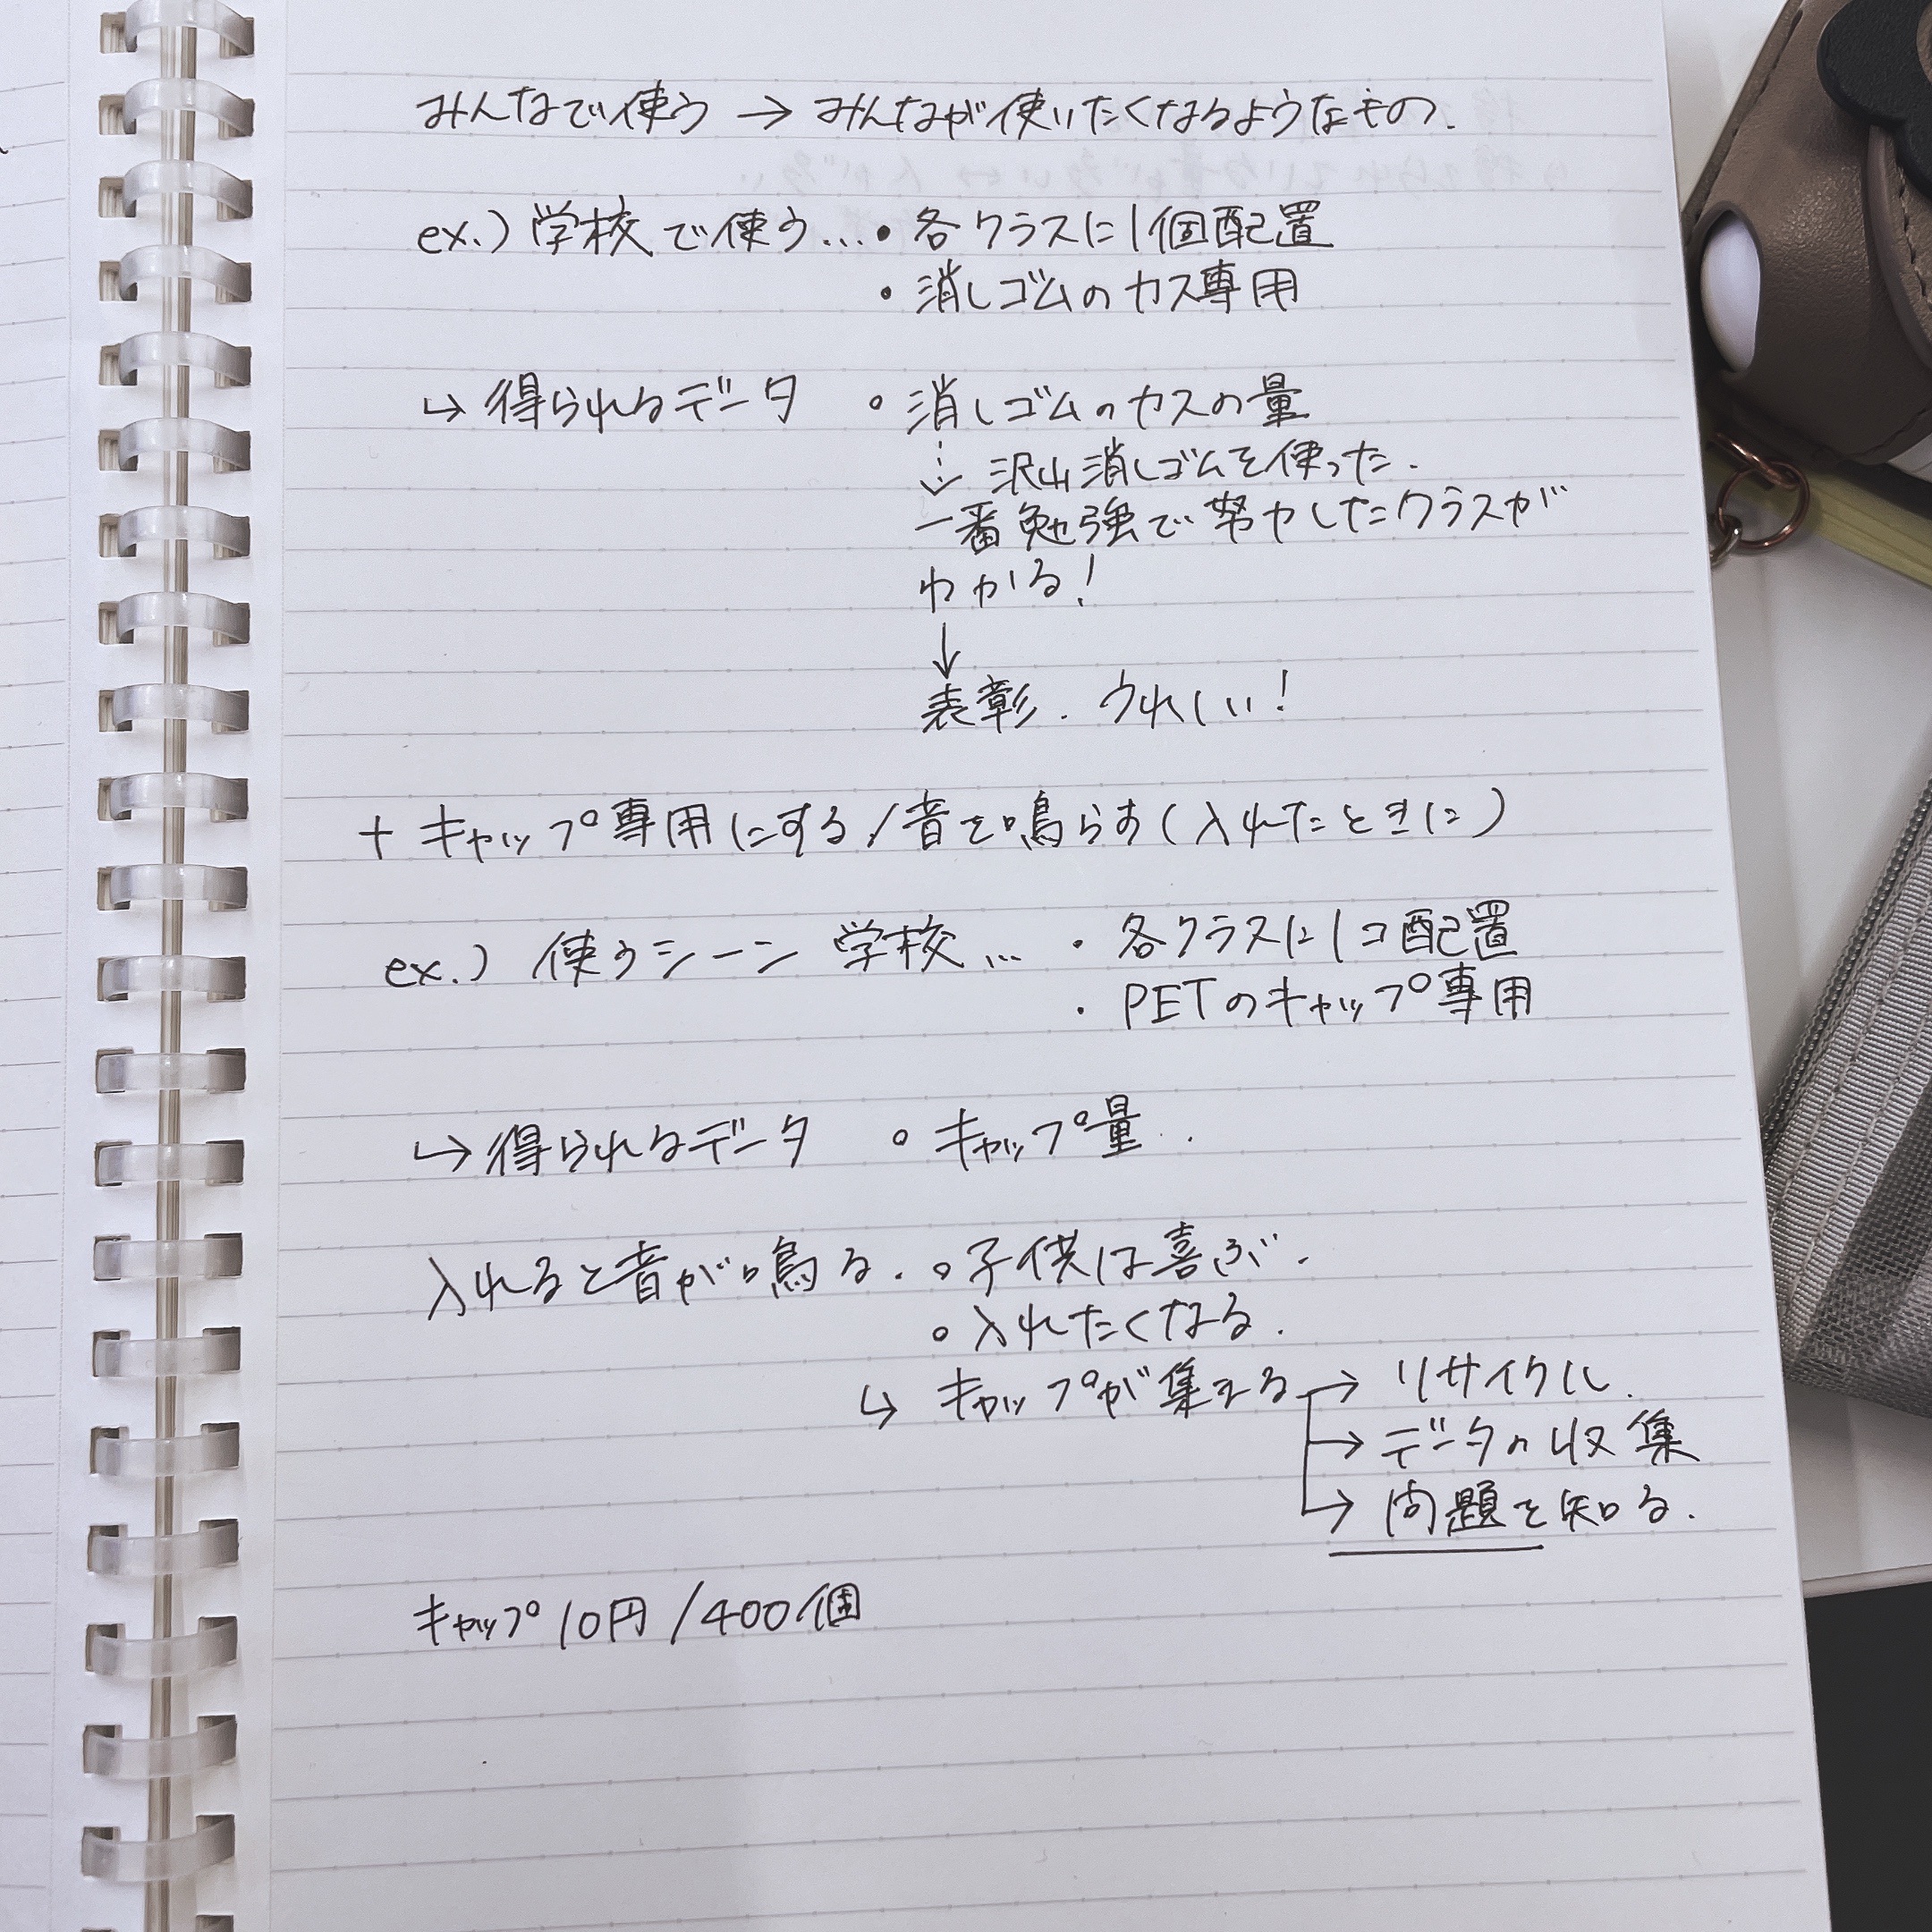 みんなで使う → みんなが使いたくなるようなもの.
ex.) 学校で使う…• 各クラスに1個配置
• 消しゴムのカス専用
↳ 得られるデータ ◦ 消しゴムのカスの量
↓ 沢山消しゴムを使った.
一番勉強で努力したクラスが
わかる!
↓
表彰. うれしい!
+ キャップ専用にする/音を鳴らす(入れたときに)
ex.) 使うシーン 学校… ・各クラスに1コ配置
・PETのキャップ専用
↳ 得られるデータ ◦ キャップ量..
入れると音が鳴る. ◦ 子供は喜ぶ.
◦ 入れたくなる.
↳ キャップが集まる → リサイクル.
→ データの収集
→ 問題を知る.
キャップ 10円/400個